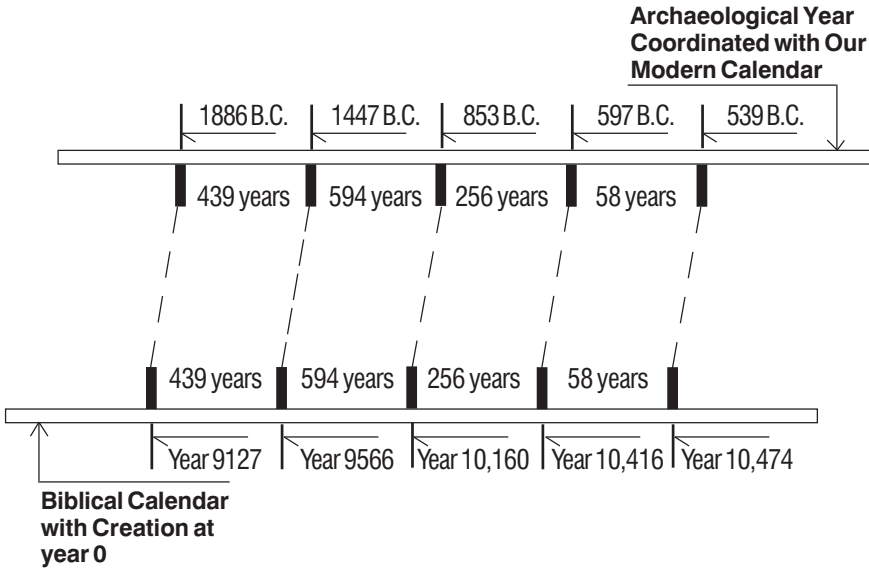 Archaeological Year
Coordinated with Our
Modern Calendar
1886 B.C. 1447 B.C. 853 B.C. 597 B.C. 539 B.C.
439 years 594 years 256 years 58 years
439 years 594 years 256 years 58 years
Year 9127 Year 9566 Year 10,160 Year 10,416 Year 10,474
Biblical Calendar
with Creation at
year 0